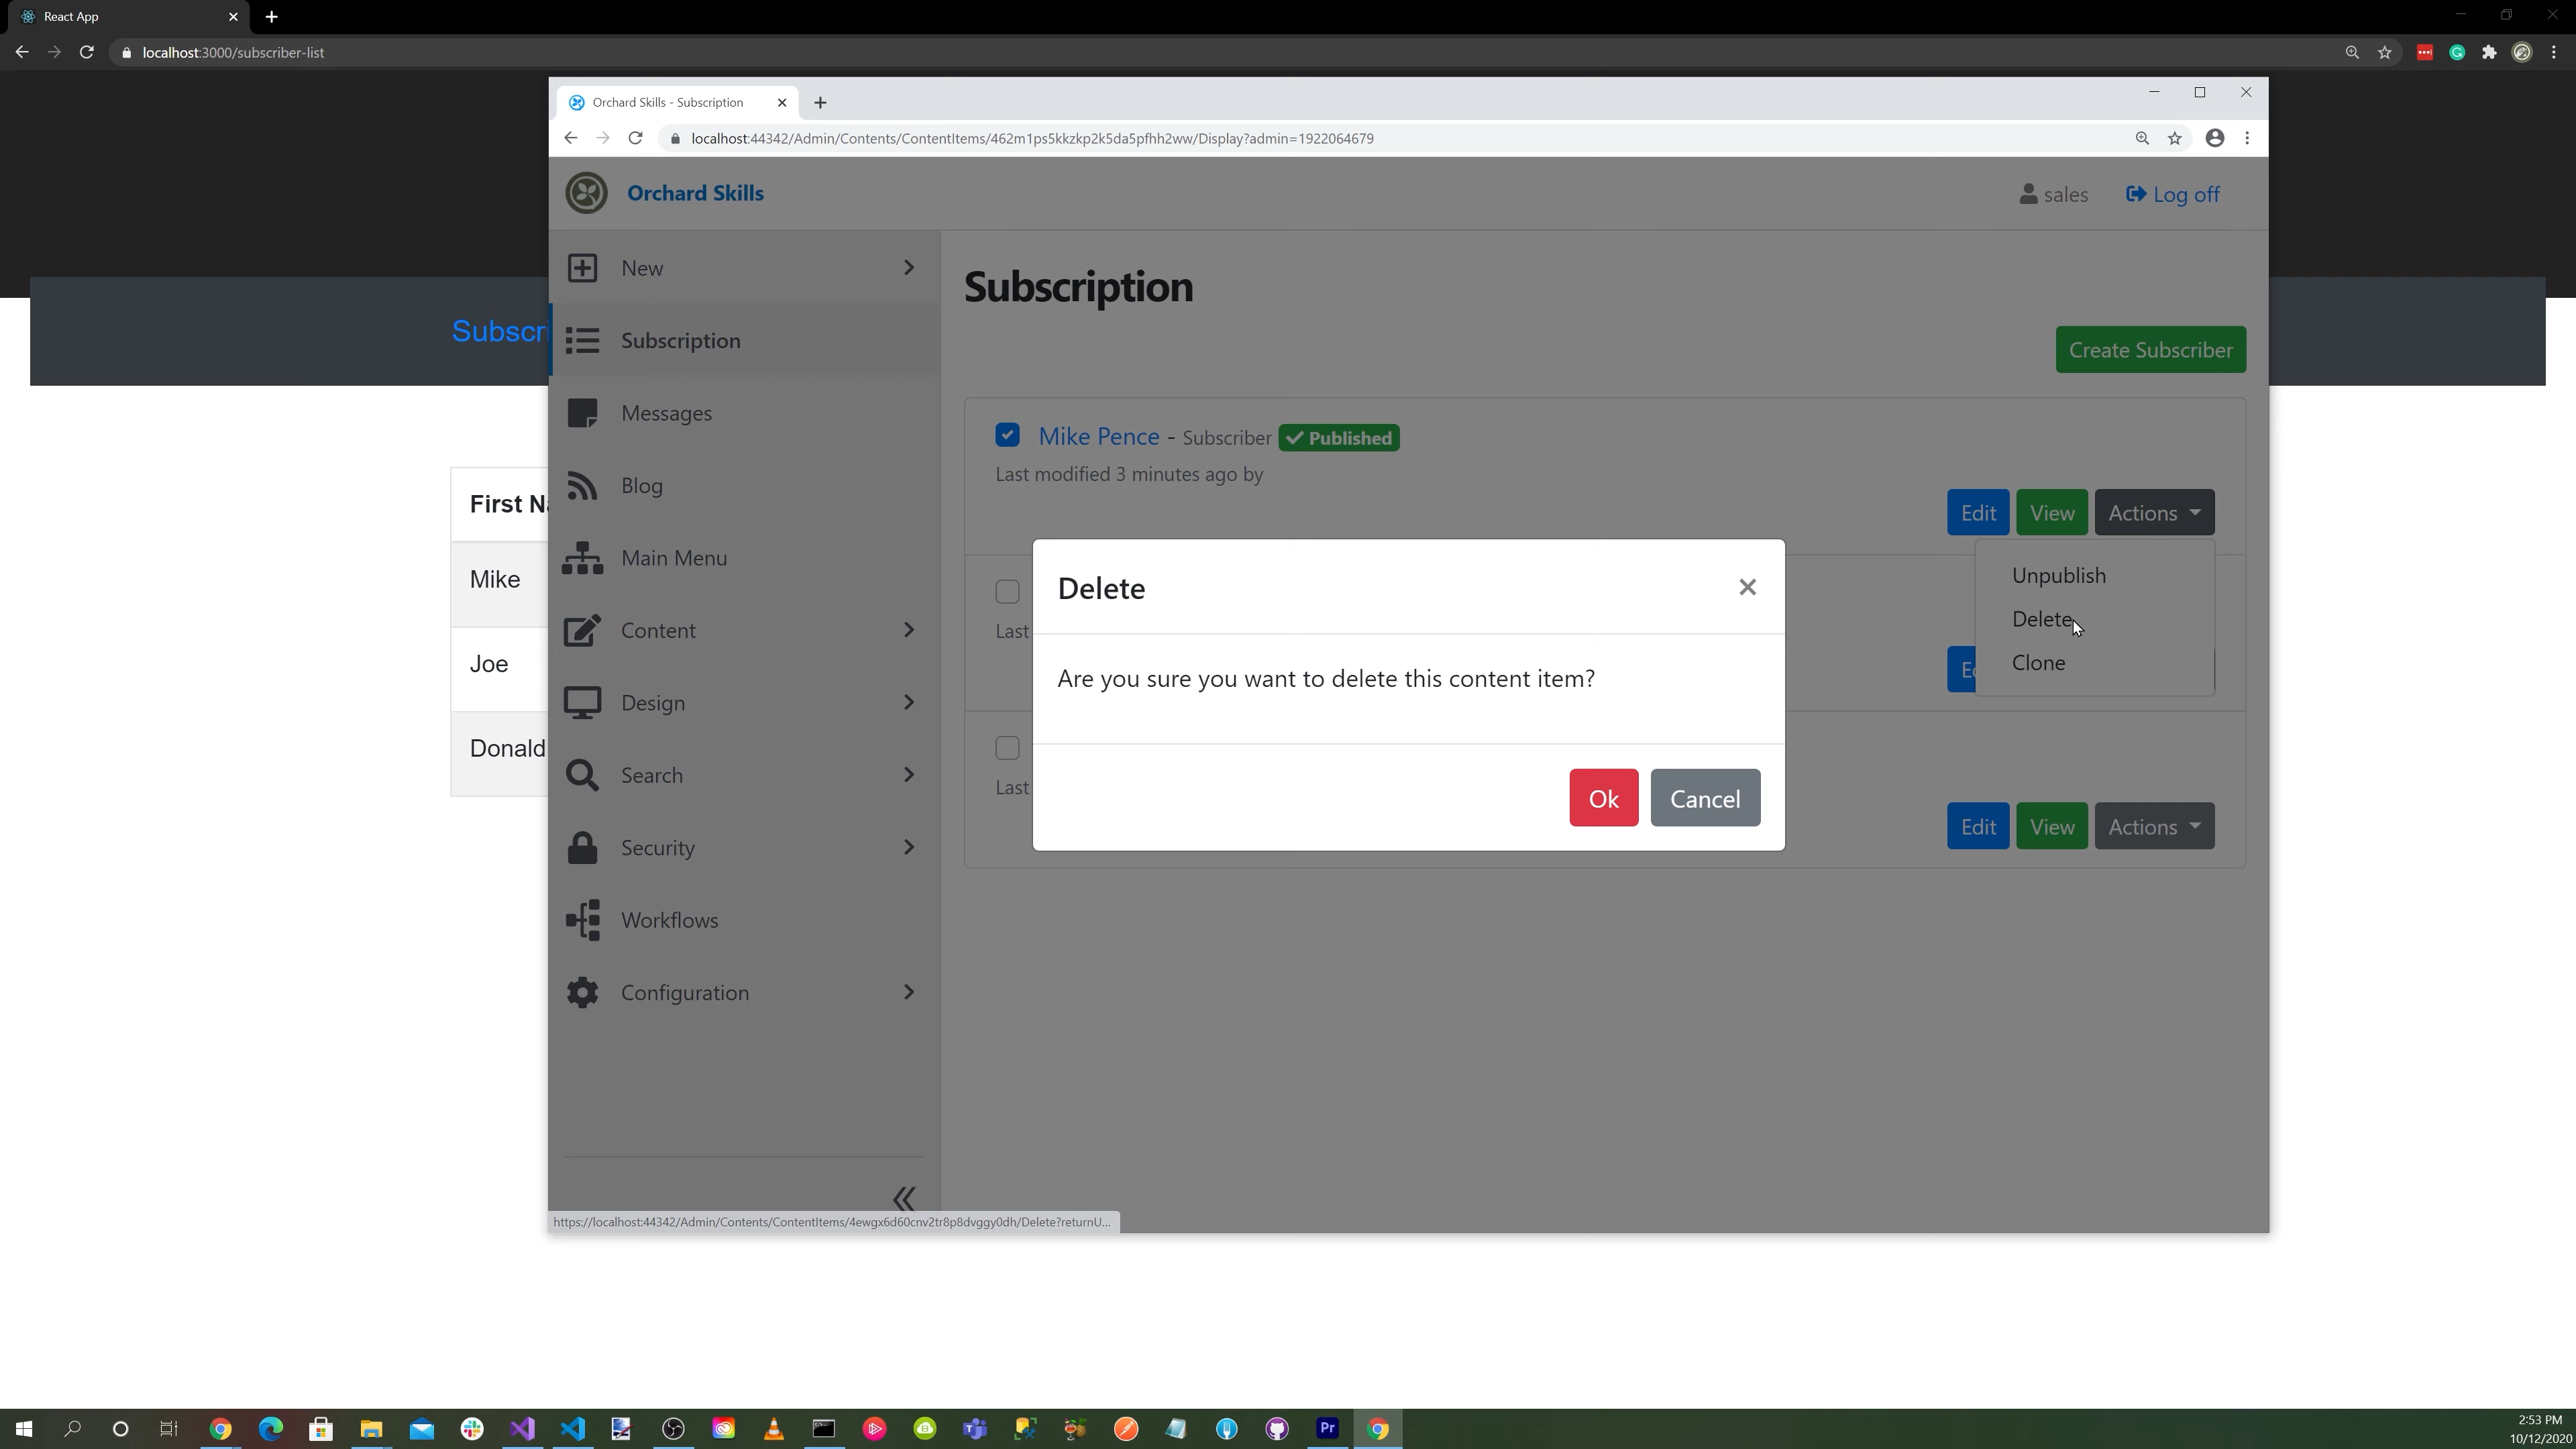 React App
localhost:3000/subscriber-list
Orchard Skills - Subscription
localhost:44342/Admin/Contents/ContentItems/462m1ps5kkzkp2k5da5pfhh2ww/Display?admin=1922064679
Orchard Skills
sales
Log off
New
Subscription
Messages
Blog
Main Menu
Content
Design
Search
Security
Workflows
Configuration
Subscription
Create Subscriber
Mike Pence - Subscriber Published
Last modified 3 minutes ago by
Edit View Actions
Unpublish
Delete
Clone
Last
Ed
Last
Edit View Actions
Delete
Are you sure you want to delete this content item?
Ok Cancel
https://localhost:44342/Admin/Contents/ContentItems/4ewgx6d60cnv2tr8p8dvggy0dh/Delete?returnU...
Subscri
First Na
Mike
Joe
Donald
Pr
2:53 PM
10/12/2020